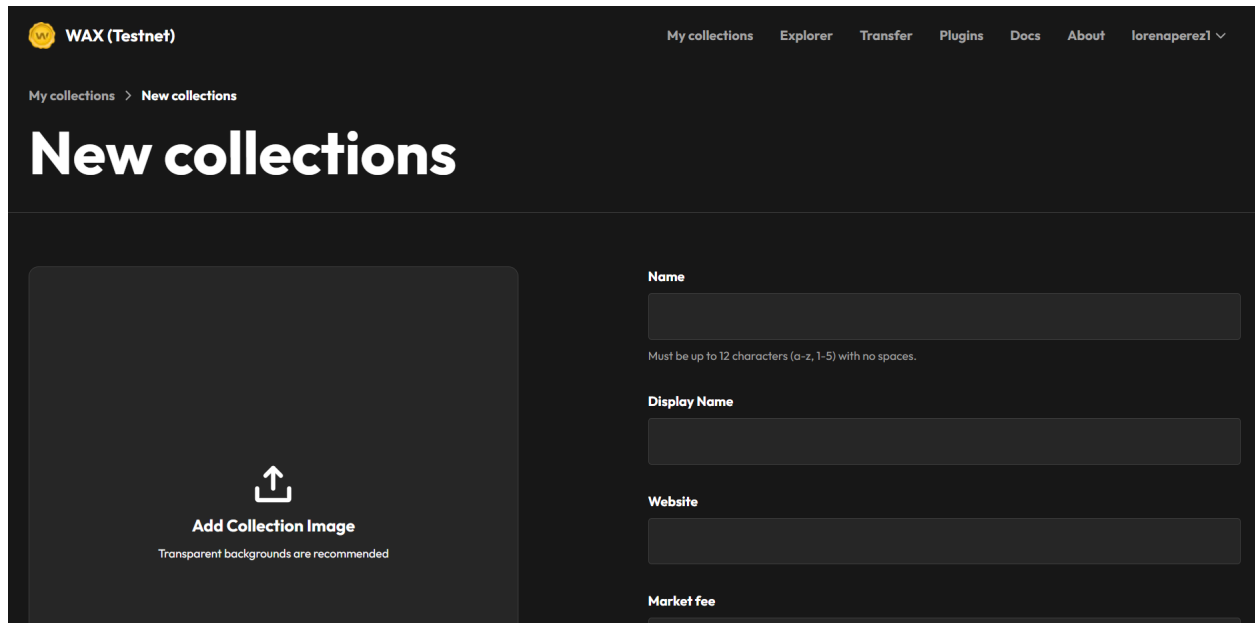 WAX (Testnet)
My collections Explorer Transfer Plugins Docs About lorenaperez1
My collections > New collections
New collections
Add Collection Image
Transparent backgrounds are recommended
Name
Must be up to 12 characters (a-z, 1-5) with no spaces.
Display Name
Website
Market fee